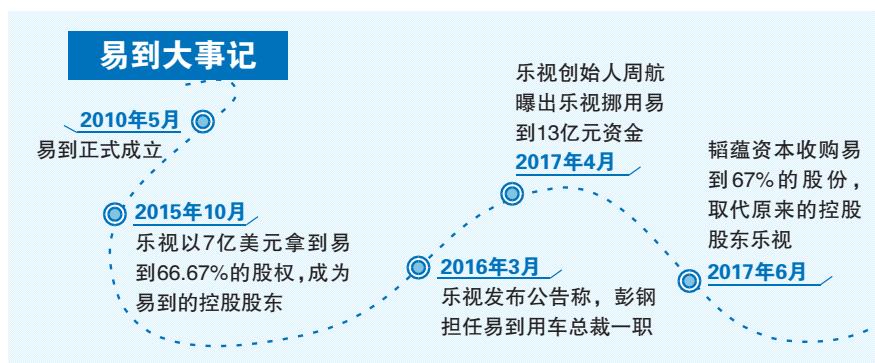 易到大事记
2010年5月
易到正式成立
2015年10月
乐视以7亿美元拿到易
到66.67%的股权，成为
易到的控股股东
2016年3月
乐视发布公告称，彭钢
担任易到用车总裁一职
乐视创始人周航
曝出乐视挪用易
到13亿元资金
2017年4月
韬蕴资本收购易
到67%的股份，
取代原来的控股
股东乐视
2017年6月